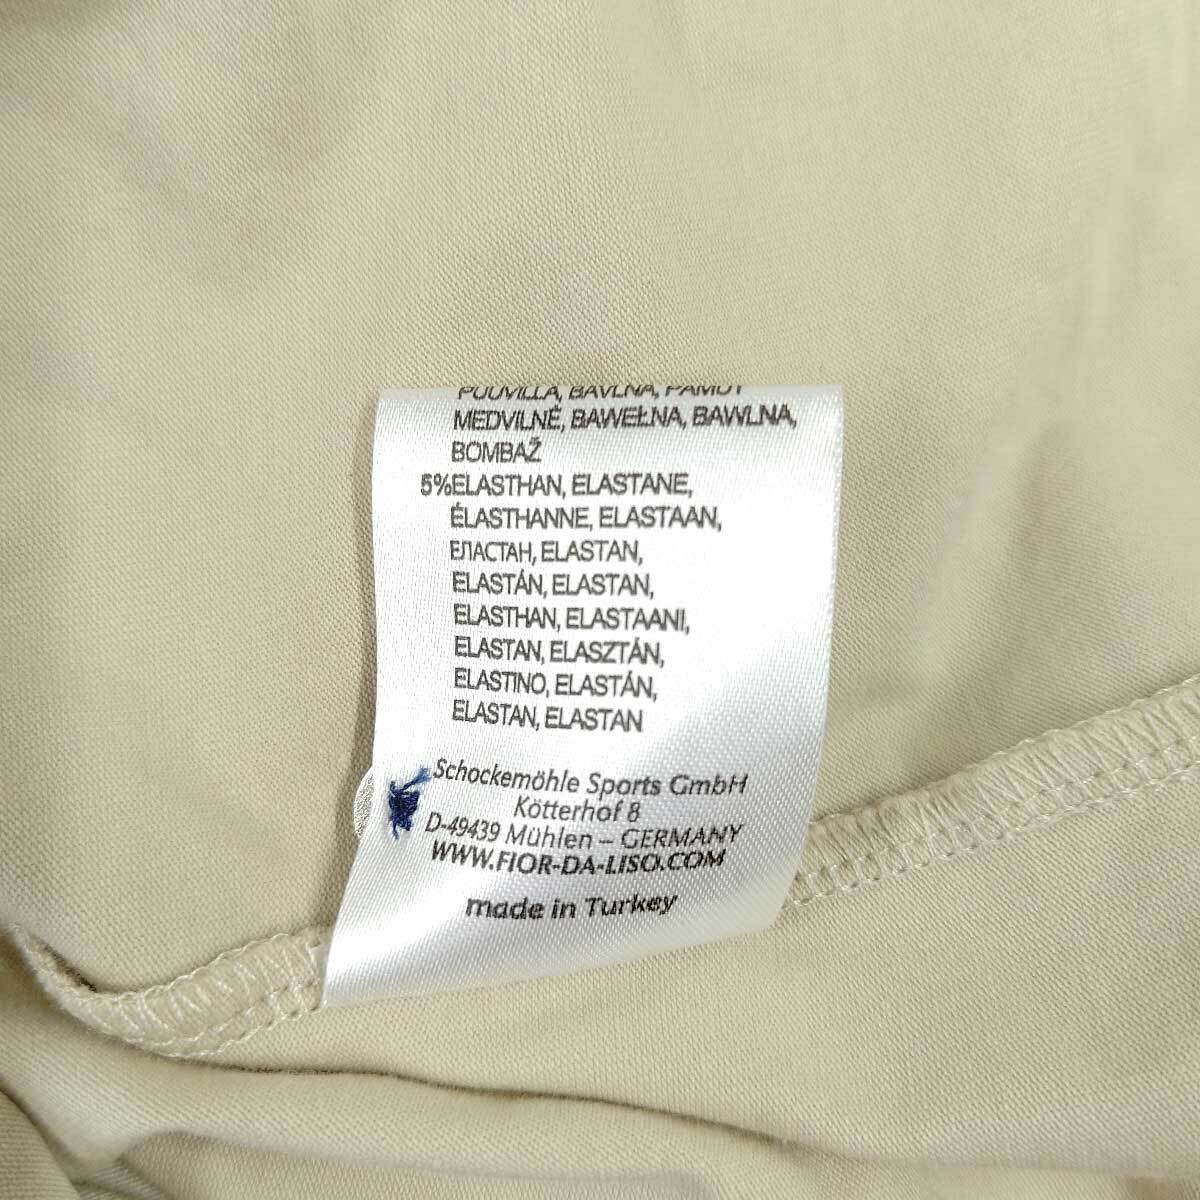 PUUVILLA, BAVLNA, PAMUT
MEDVILNĖ, BAWEŁNA, BAWLNA,
BOMBAŽ
5%ELASTHAN, ELASTANE,
ÉLASTHANNE, ELASTAAN,
ЕЛАСТАН, ELASTAN,
ELASTÁN, ELASTAN,
ELASTHAN, ELASTAANI,
ELASTAN, ELASZTÁN,
ELASTINO, ELASTÁN,
ELASTAN, ELASTAN
Schockemöhle Sports GmbH
Kötterhof 8
D-49439 Mühlen – GERMANY
WWW.FIOR-DA-LISO.COM
made in Turkey